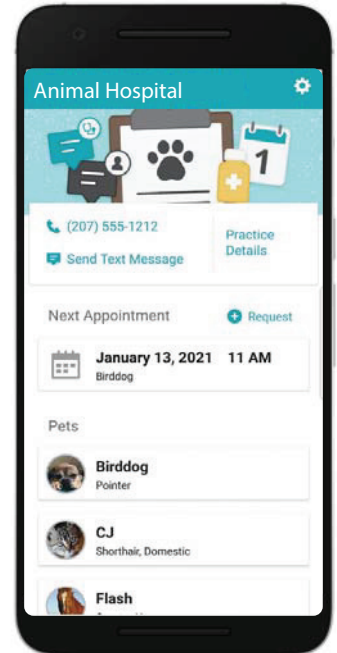 Animal Hospital
1
(207) 555-1212
Practice
Details
Send Text Message
Next Appointment
Request
January 13, 2021 11 AM
Birddog
Pets
Birddog
Pointer
CJ
Shorthair, Domestic
Flash